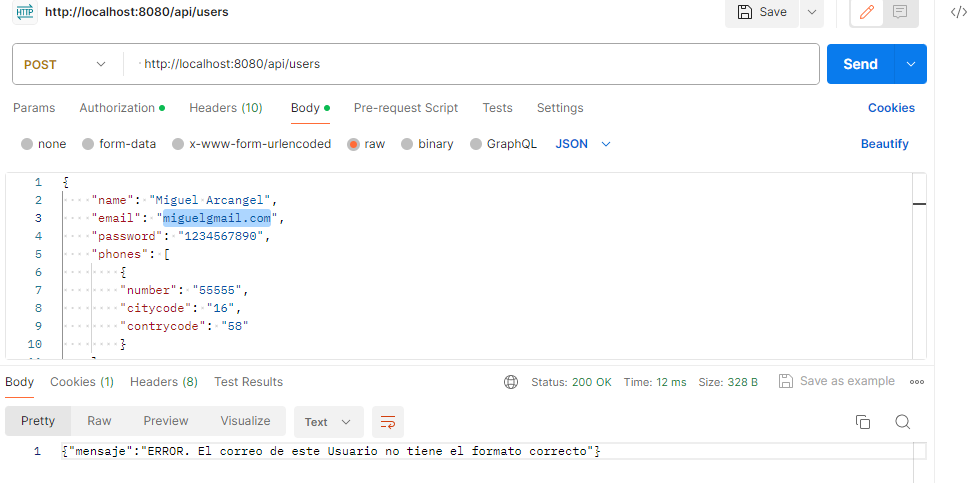 HTTP http://localhost:8080/api/users Save
POST http://localhost:8080/api/users Send
Params Authorization Headers (10) Body Pre-request Script Tests Settings Cookies
none form-data x-www-form-urlencoded raw binary GraphQL JSON Beautify
1 {
2 "name": "Miguel Arcangel",
3 "email": "miguelgmail.com",
4 "password": "1234567890",
5 "phones": [
6 {
7 "number": "55555",
8 "citycode": "16",
9 "contrycode": "58"
10 }
Body Cookies (1) Headers (8) Test Results Status: 200 OK Time: 12 ms Size: 328 B Save as example
Pretty Raw Preview Visualize Text
1 {"mensaje":"ERROR. El correo de este Usuario no tiene el formato correcto"}